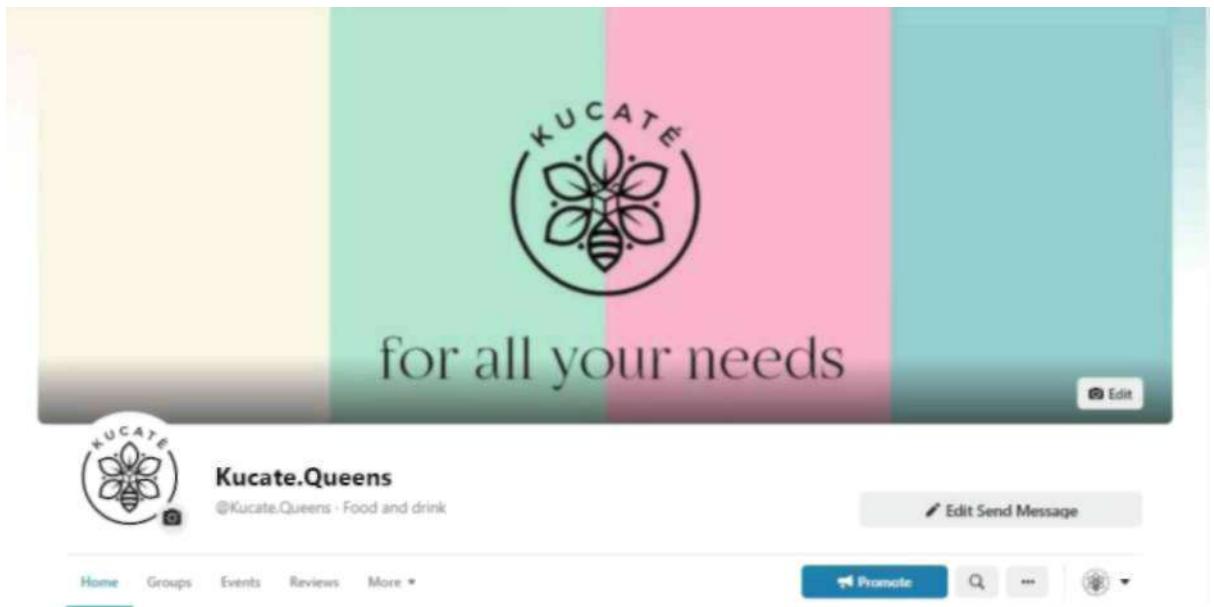 KUCATÉ
for all your needs
Edit
KUCATÉ
Kucate.Queens
@Kucate.Queens · Food and drink
Edit Send Message
Home Groups Events Reviews More
Promote